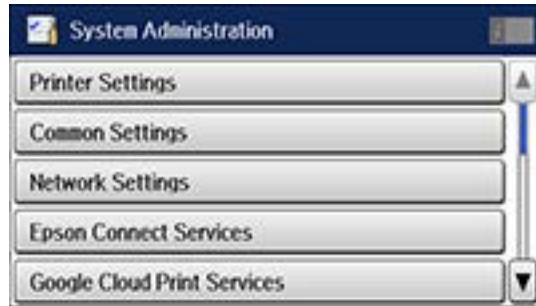 System Administration
Printer Settings
Common Settings
Network Settings
Epson Connect Services
Google Cloud Print Services